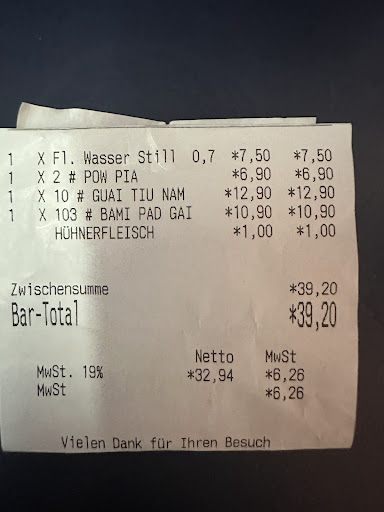 1 X Fl. Wasser Still 0,7 *7,50 *7,50
1 X 2 # POW PIA *6,90 *6,90
1 X 10 # GUAI TIU NAM *12,90 *12,90
1 X 103 # BAMI PAD GAI *10,90 *10,90
HÜHNERFLEISCH *1,00 *1,00
Zwischensumme *39,20
Bar-Total *39,20
Netto MwSt
MwSt. 19% *32,94 *6,26
MwSt *6,26
Vielen Dank für Ihren Besuch